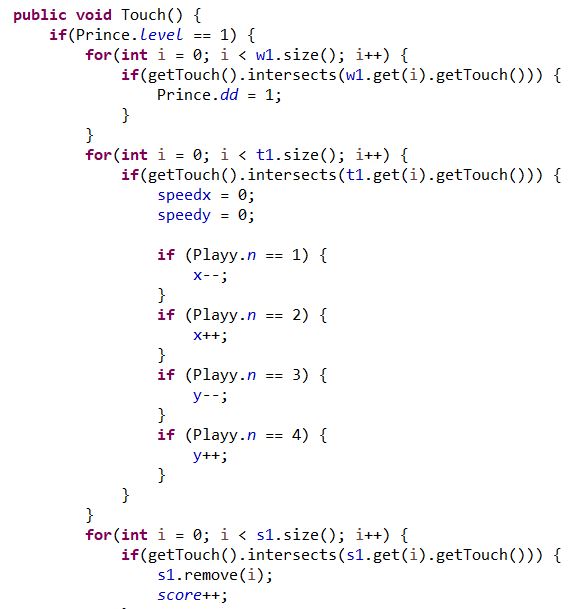 public void Touch() {
    if(Prince.level == 1) {
        for(int i = 0; i < w1.size(); i++) {
            if(getTouch().intersects(w1.get(i).getTouch())) {
                Prince.dd = 1;
            }
        }
        for(int i = 0; i < t1.size(); i++) {
            if(getTouch().intersects(t1.get(i).getTouch())) {
                speedx = 0;
                speedy = 0;

                if (Playy.n == 1) {
                    x--;
                }
                if (Playy.n == 2) {
                    x++;
                }
                if (Playy.n == 3) {
                    y--;
                }
                if (Playy.n == 4) {
                    y++;
                }
            }
        }
        for(int i = 0; i < s1.size(); i++) {
            if(getTouch().intersects(s1.get(i).getTouch())) {
                s1.remove(i);
                score++;